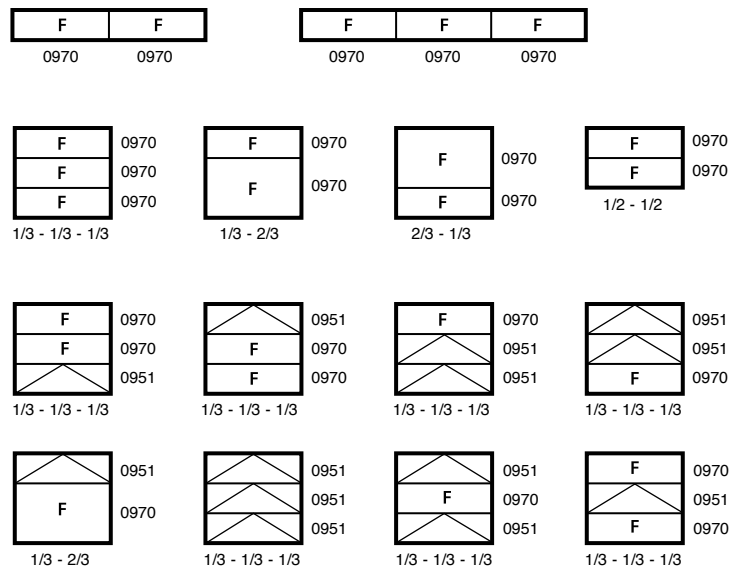 F F F F F
0970 0970 0970 0970 0970
F 0970 F 0970 F 0970 F 0970
F 0970 F 0970 F 0970 F 0970
F 0970
1/3 - 1/3 - 1/3 1/3 - 2/3 2/3 - 1/3 1/2 - 1/2
F 0970 0951 F 0970 0951
F 0970 F 0970 0951 0951
0951 F 0970 0951 F 0970
1/3 - 1/3 - 1/3 1/3 - 1/3 - 1/3 1/3 - 1/3 - 1/3 1/3 - 1/3 - 1/3
0951 0951 0951 F 0970
F 0970 0951 F 0970 0951
0951 0951 F 0970
1/3 - 2/3 1/3 - 1/3 - 1/3 1/3 - 1/3 - 1/3 1/3 - 1/3 - 1/3